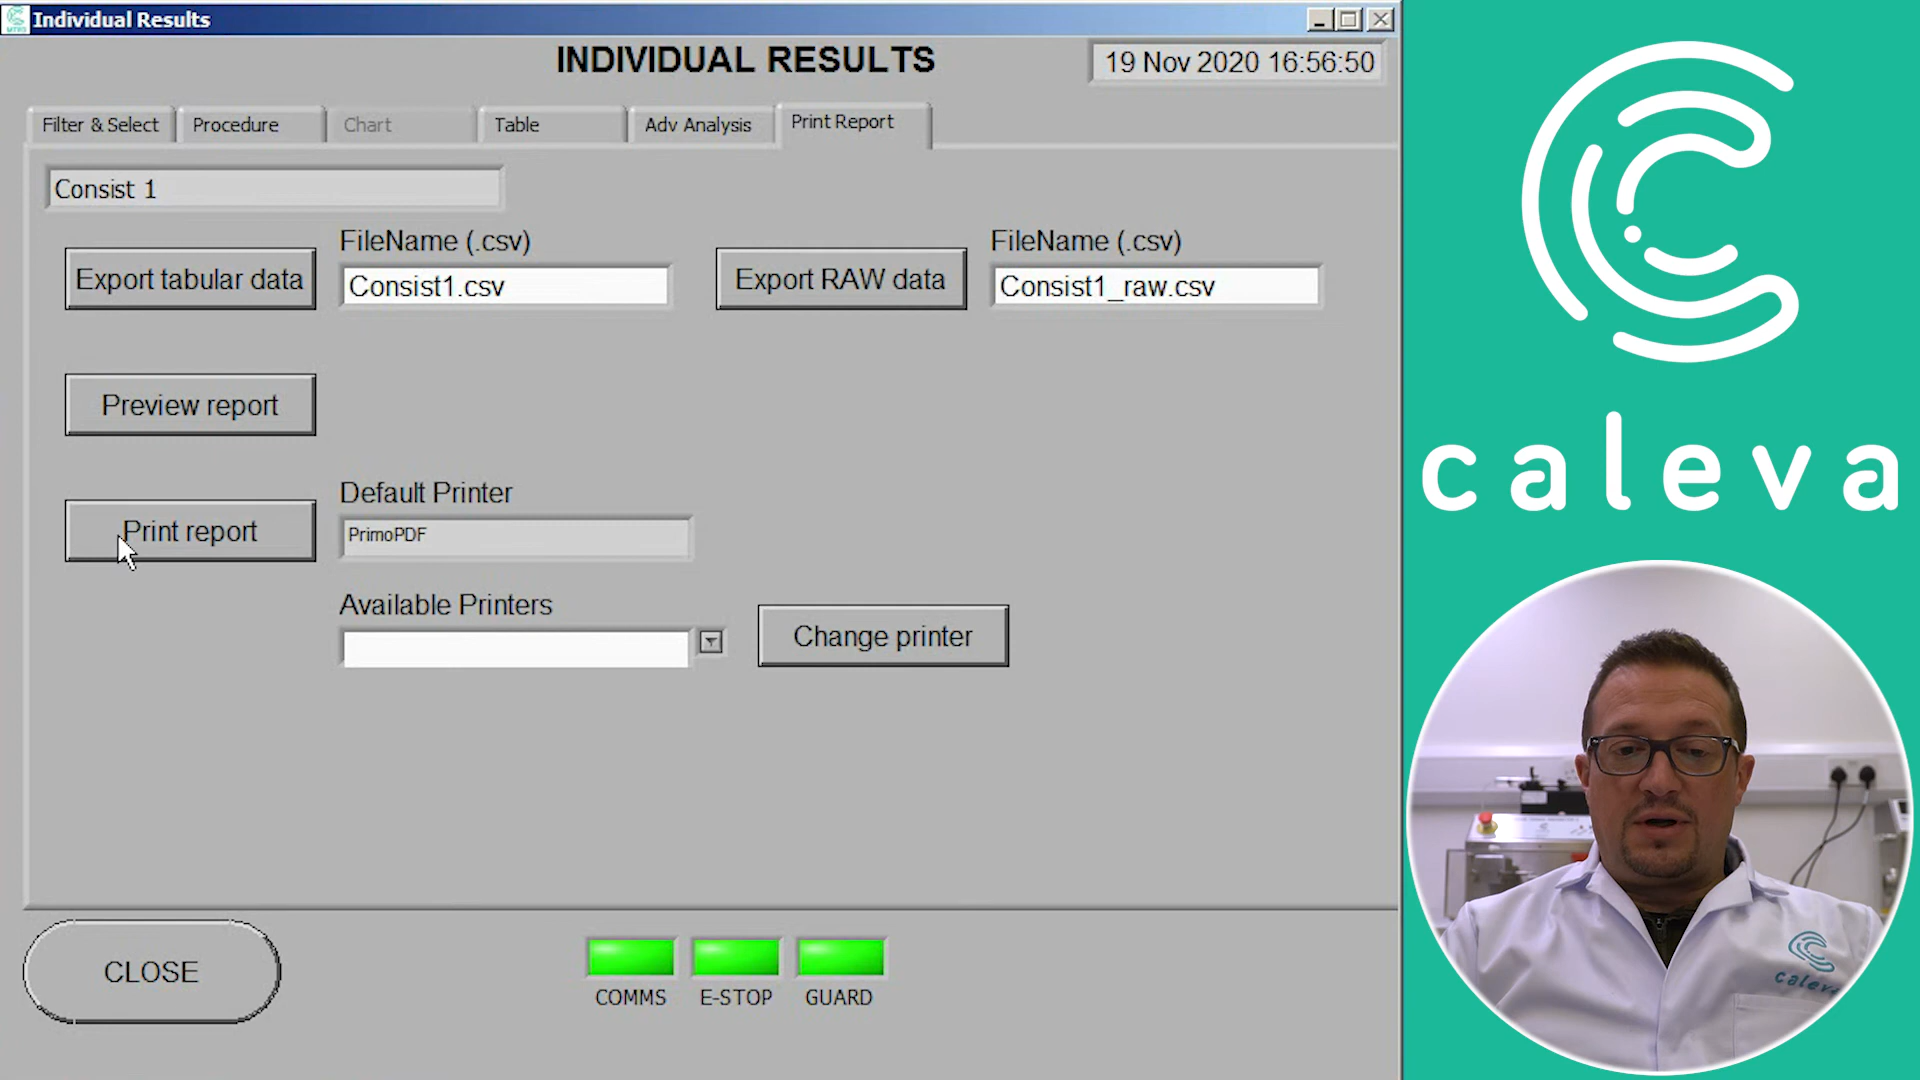 Individual Results
INDIVIDUAL RESULTS
19 Nov 2020 16:56:50
Filter & Select
Procedure
Chart
Table
Adv Analysis
Print Report
Consist 1
Export tabular data
FileName (.csv)
Consist1.csv
Export RAW data
FileName (.csv)
Consist1_raw.csv
Preview report
Print report
Default Printer
PrimoPDF
Available Printers
Change printer
CLOSE
COMMS
E-STOP
GUARD
caleva
caleva